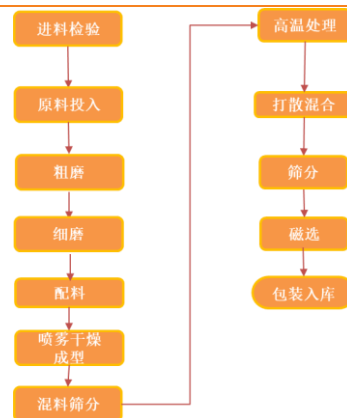 进料检验
原料投入
粗磨
细磨
配料
喷雾干燥
成型
混料筛分
高温处理
打散混合
筛分
磁选
包装入库